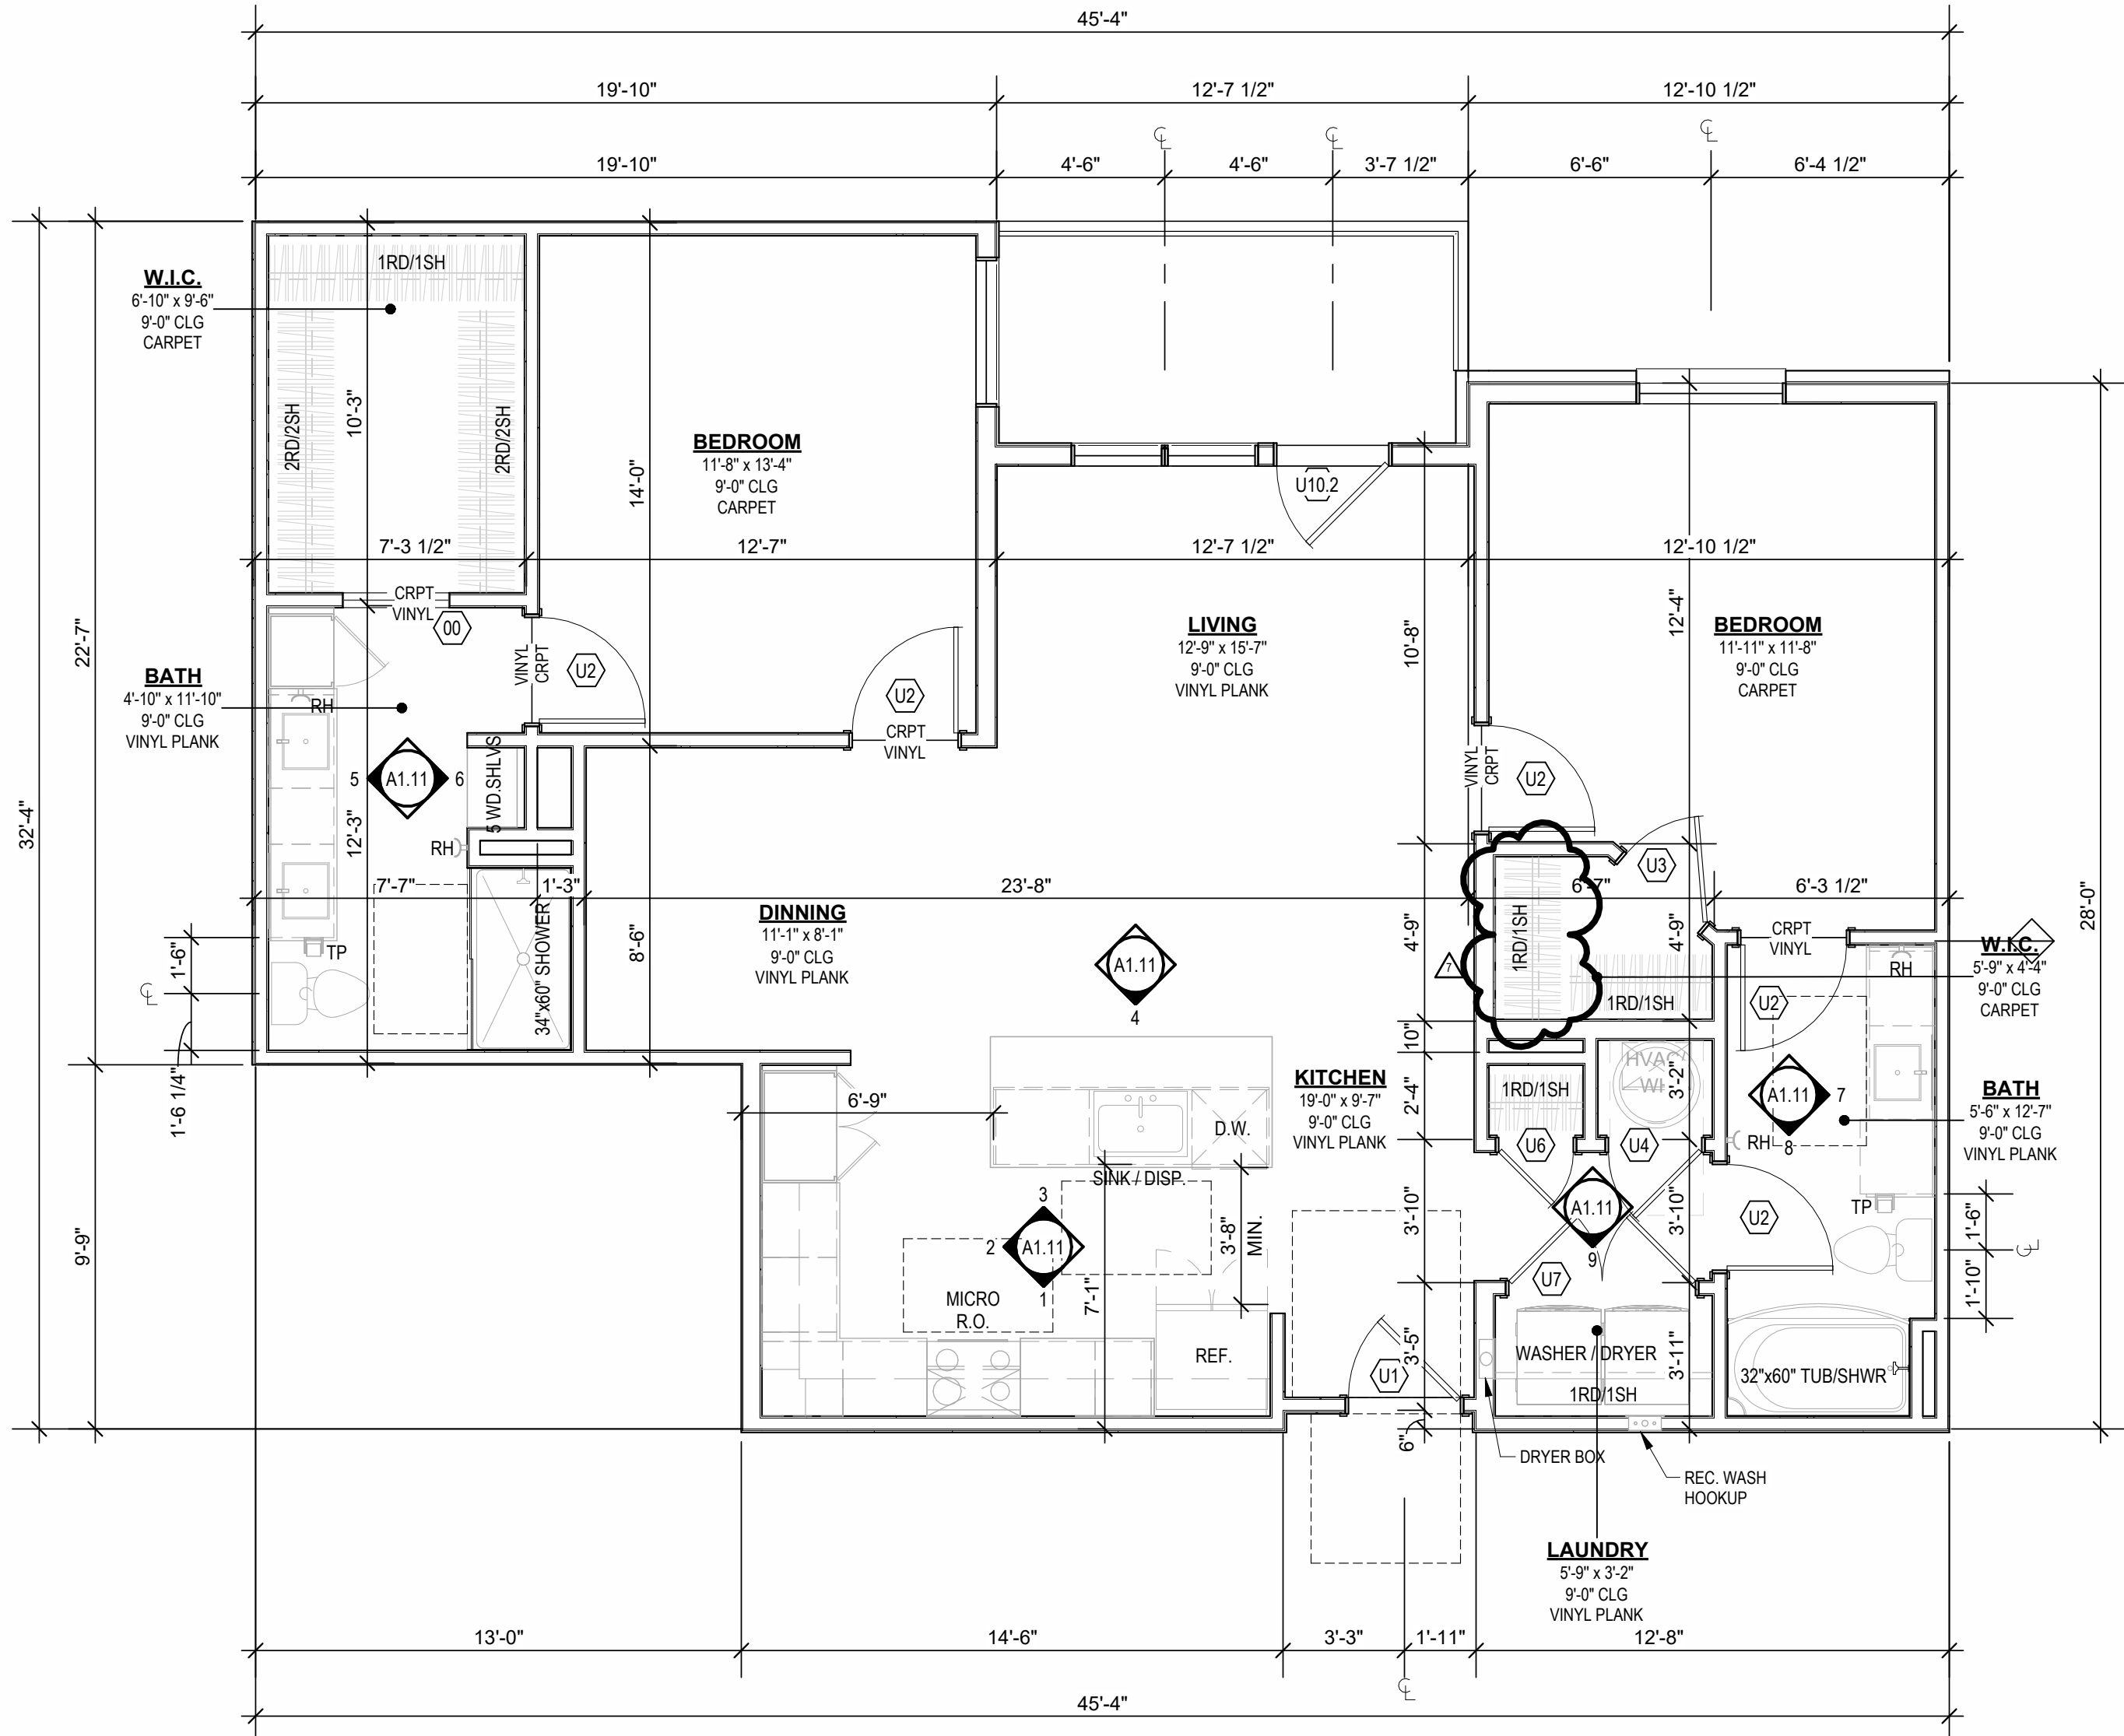 45'-4"
19'-10"
12'-7 1/2"
12'-10 1/2"
19'-10"
4'-6"
4'-6"
3'-7 1/2"
6'-6"
6'-4 1/2"
W.I.C.
6'-10" x 9'-6"
9'-0" CLG
CARPET
1RD/1SH
2RD/2SH
10'-3"
2RD/2SH
BEDROOM
11'-8" x 13'-4"
9'-0" CLG
CARPET
14'-0"
U10.2
7'-3 1/2"
12'-7"
12'-7 1/2"
12'-10 1/2"
CRPT
VINYL
00
22'-7"
32'-4"
BATH
4'-10" x 11'-10"
9'-0" CLG
VINYL PLANK
RH
VINYL
CRPT
U2
U2
CRPT
VINYL
LIVING
12'-9" x 15'-7"
9'-0" CLG
VINYL PLANK
10'-8"
12'-4"
BEDROOM
11'-11" x 11'-8"
9'-0" CLG
CARPET
VINYL
CRPT
U2
5
A1.11
6
5 WD.SHLVS
12'-3"
RH
7'-7"
1'-3"
23'-8"
6'-7"
6'-3 1/2"
U3
28'-0"
DINNING
11'-1" x 8'-1"
9'-0" CLG
VINYL PLANK
8'-6"
34"x60" SHOWER
TP
1'-6"
1'-6 1/4"
A1.11
4
4'-9"
7
1RD/1SH
4'-9"
1RD/1SH
CRPT
VINYL
W.I.C.
5'-9" x 4'-4"
9'-0" CLG
CARPET
RH
U2
10"
HVAC
WH
3'-2"
KITCHEN
19'-0" x 9'-7"
9'-0" CLG
VINYL PLANK
2'-4"
1RD/1SH
U6
U4
A1.11
7
8
RH
BATH
5'-6" x 12'-7"
9'-0" CLG
VINYL PLANK
6'-9"
D.W.
SINK / DISP.
3
2
A1.11
1
3'-8"
MIN.
7'-1"
MICRO
R.O.
REF.
9'-9"
3'-10"
A1.11
9
3'-10"
U2
TP
1'-6"
1'-10"
U7
3'-5"
U1
WASHER / DRYER
1RD/1SH
3'-11"
32"x60" TUB/SHWR
6"
DRYER BOX
REC. WASH
HOOKUP
LAUNDRY
5'-9" x 3'-2"
9'-0" CLG
VINYL PLANK
13'-0"
14'-6"
3'-3"
1'-11"
12'-8"
45'-4"